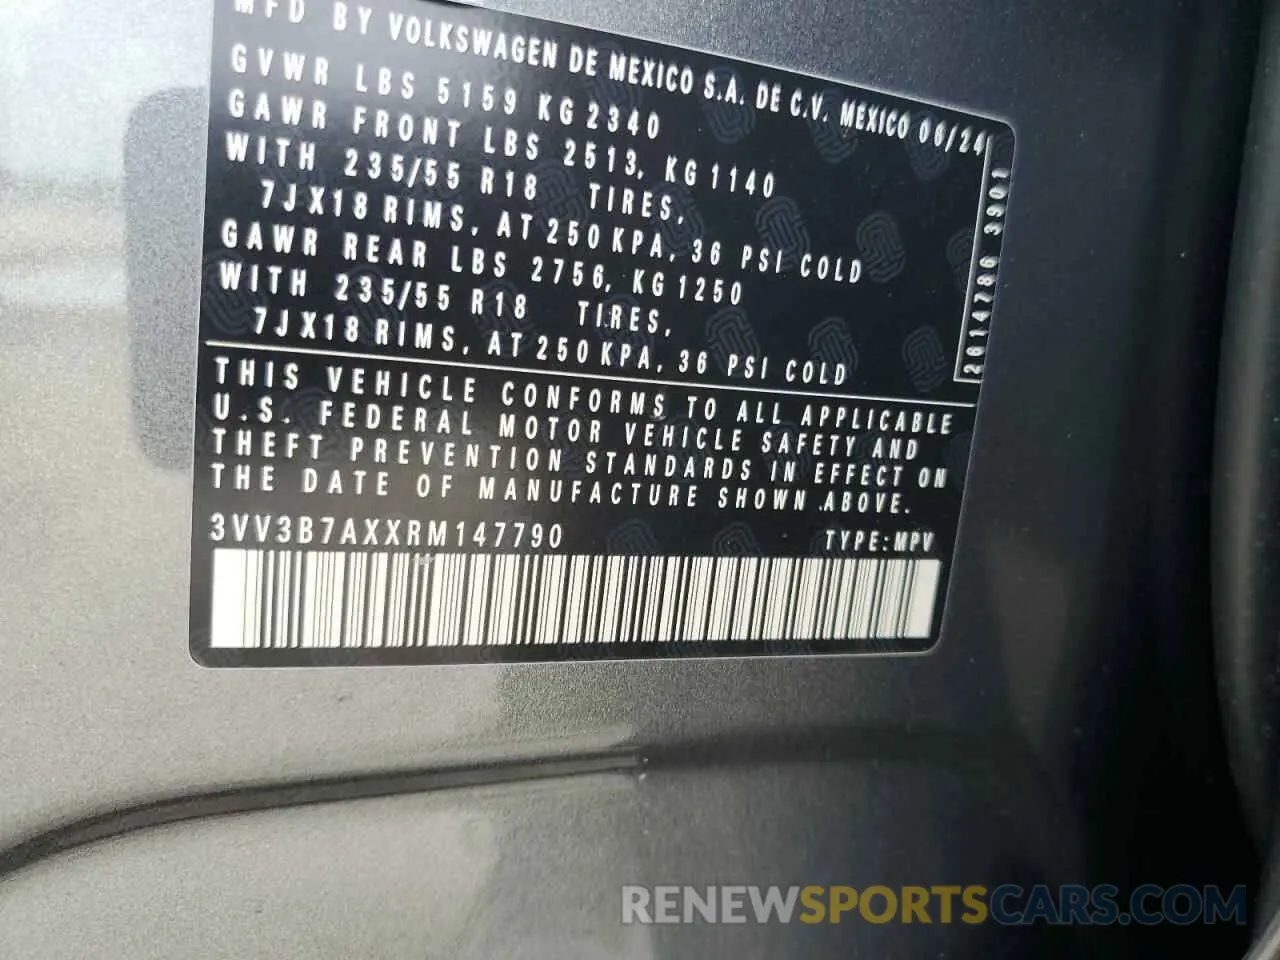 MFD BY VOLKSWAGEN DE MEXICO S.A. DE C.V. MEXICO 06/24
GVWR LBS 5159 KG 2340
GAWR FRONT LBS 2513, KG 1140
WITH 235/55 R18 TIRES,
7JX18 RIMS, AT 250 KPA, 36 PSI COLD
GAWR REAR LBS 2756, KG 1250
WITH 235/55 R18 TIRES,
7JX18 RIMS, AT 250 KPA, 36 PSI COLD
THIS VEHICLE CONFORMS TO ALL APPLICABLE
U.S. FEDERAL MOTOR VEHICLE SAFETY AND
THEFT PREVENTION STANDARDS IN EFFECT ON
THE DATE OF MANUFACTURE SHOWN ABOVE.
3VV3B7AXXRM147790 TYPE: MPV
RENEWSPORTSCARS.COM